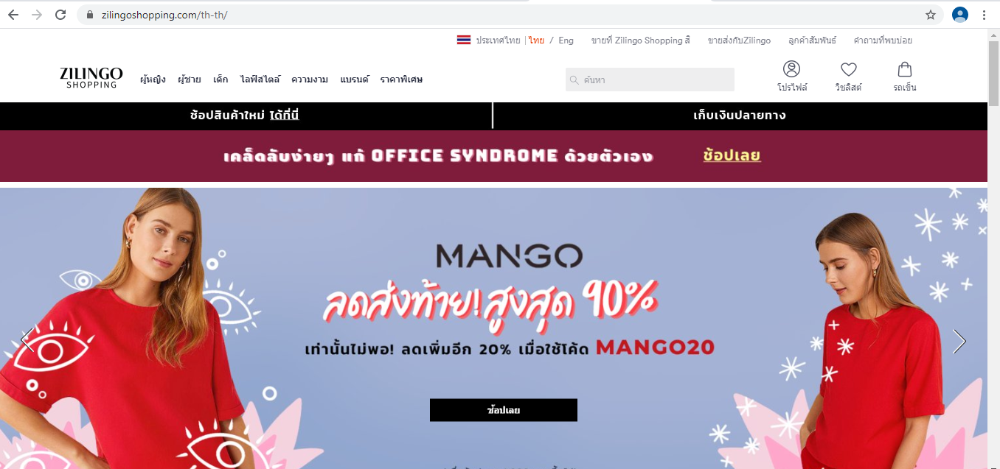 zilingoshopping.com/th-th/
ประเทศไทย | ไทย / Eng ขายที่ Zilingo Shopping สิ ขายส่งกับZilingo ลูกค้าสัมพันธ์ คำถามที่พบบ่อย
ZILINGO
SHOPPING
ผู้หญิง ผู้ชาย เด็ก ไลฟ์สไตล์ ความงาม แบรนด์ ราคาพิเศษ
ค้นหา
โปรไฟล์ วิชลิสต์ รถเข็น
ช้อปสินค้าใหม่ ได้ที่นี่ เก็บเงินปลายทาง
เคล็ดลับง่ายๆ แก้ OFFICE SYNDROME ด้วยตัวเอง ช้อปเลย
MANGO
ลดส่งท้าย! สูงสุด 90%
เท่านั้นไม่พอ! ลดเพิ่มอีก 20% เมื่อใช้โค้ด MANGO20
ช้อปเลย